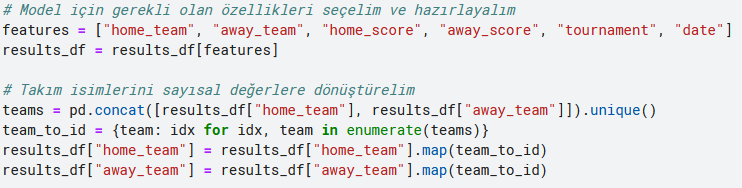 # Model için gerekli olan özellikleri seçelim ve hazırlayalım
features = ["home_team", "away_team", "home_score", "away_score", "tournament", "date"]
results_df = results_df[features]
# Takım isimlerini sayısal değerlere dönüştürelim
teams = pd.concat([results_df["home_team"], results_df["away_team"]]).unique()
team_to_id = {team: idx for idx, team in enumerate(teams)}
results_df["home_team"] = results_df["home_team"].map(team_to_id)
results_df["away_team"] = results_df["away_team"].map(team_to_id)